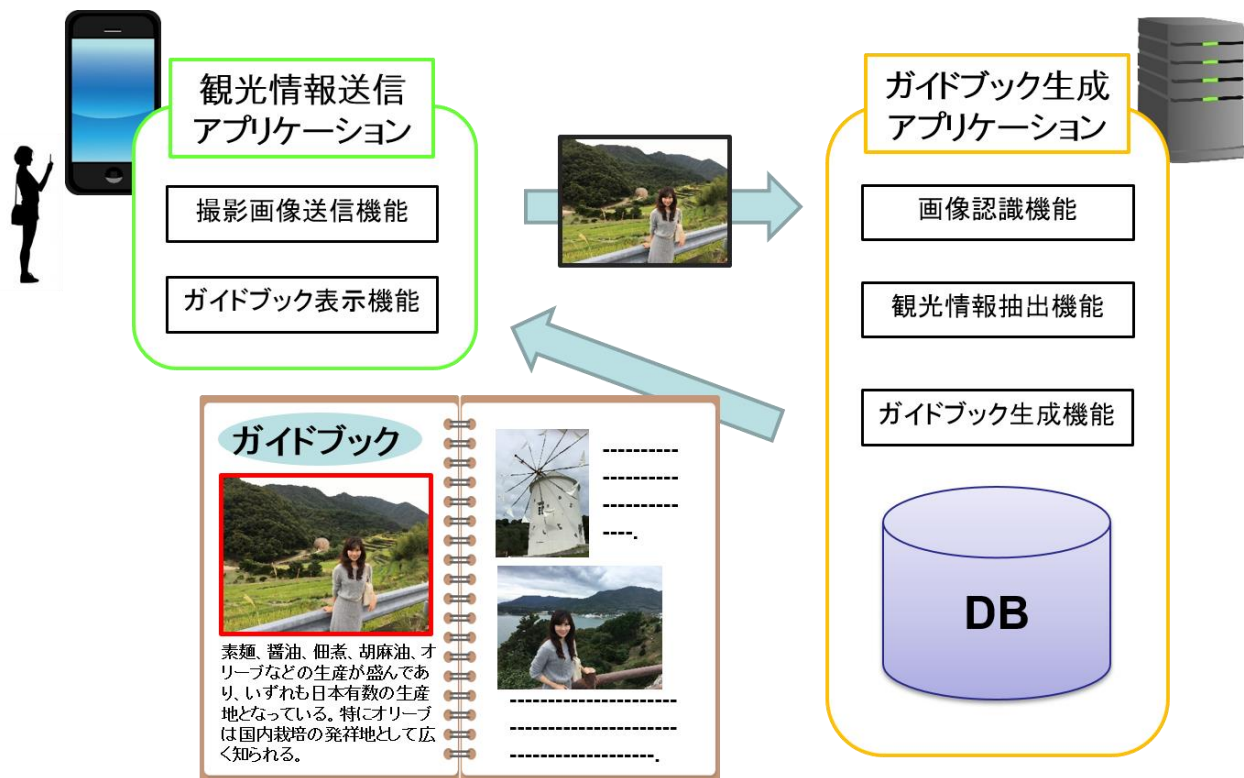 観光情報送信
アプリケーション
撮影画像送信機能
ガイドブック表示機能
ガイドブック生成
アプリケーション
画像認識機能
観光情報抽出機能
ガイドブック生成機能
DB
ガイドブック
素麺、醤油、佃煮、胡麻油、オ
リーブなどの生産が盛んであ
り、いずれも日本有数の生産
地となっている。特にオリーブ
は国内栽培の発祥地として広
く知られる。
-----------
-----------
-----------
----.
------------------------
------------------------
--------------------.